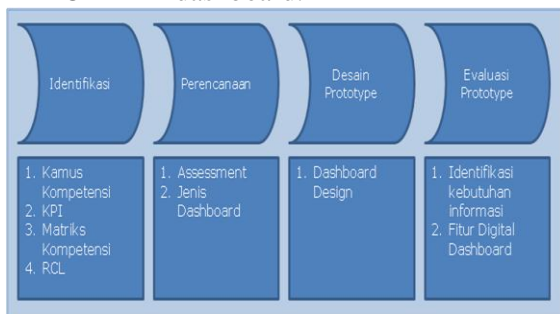 Identifikasi
Perencanaan
Desain
Prototype
Evaluasi
Prototype
1. Kamus
Kompetensi
2. KPI
3. Matriks
Kompetensi
4. RCL
1. Assessment
2. Jenis
Dashboard
1. Dashboard
Design
1. Identifikasi
kebutuhan
informasi
2. Fitur Digital
Dashboard